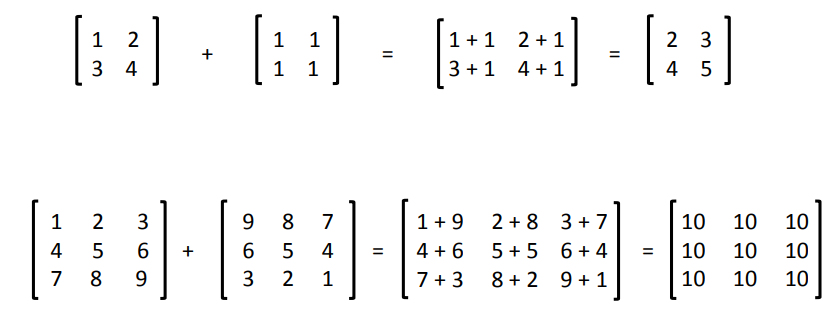 1 2 + 1 1 = 1 + 1 2 + 1 = 2 3
3 4 1 1 3 + 1 4 + 1 4 5
1 2 3 9 8 7 1 + 9 2 + 8 3 + 7 10 10 10
4 5 6 + 6 5 4 = 4 + 6 5 + 5 6 + 4 = 10 10 10
7 8 9 3 2 1 7 + 3 8 + 2 9 + 1 10 10 10